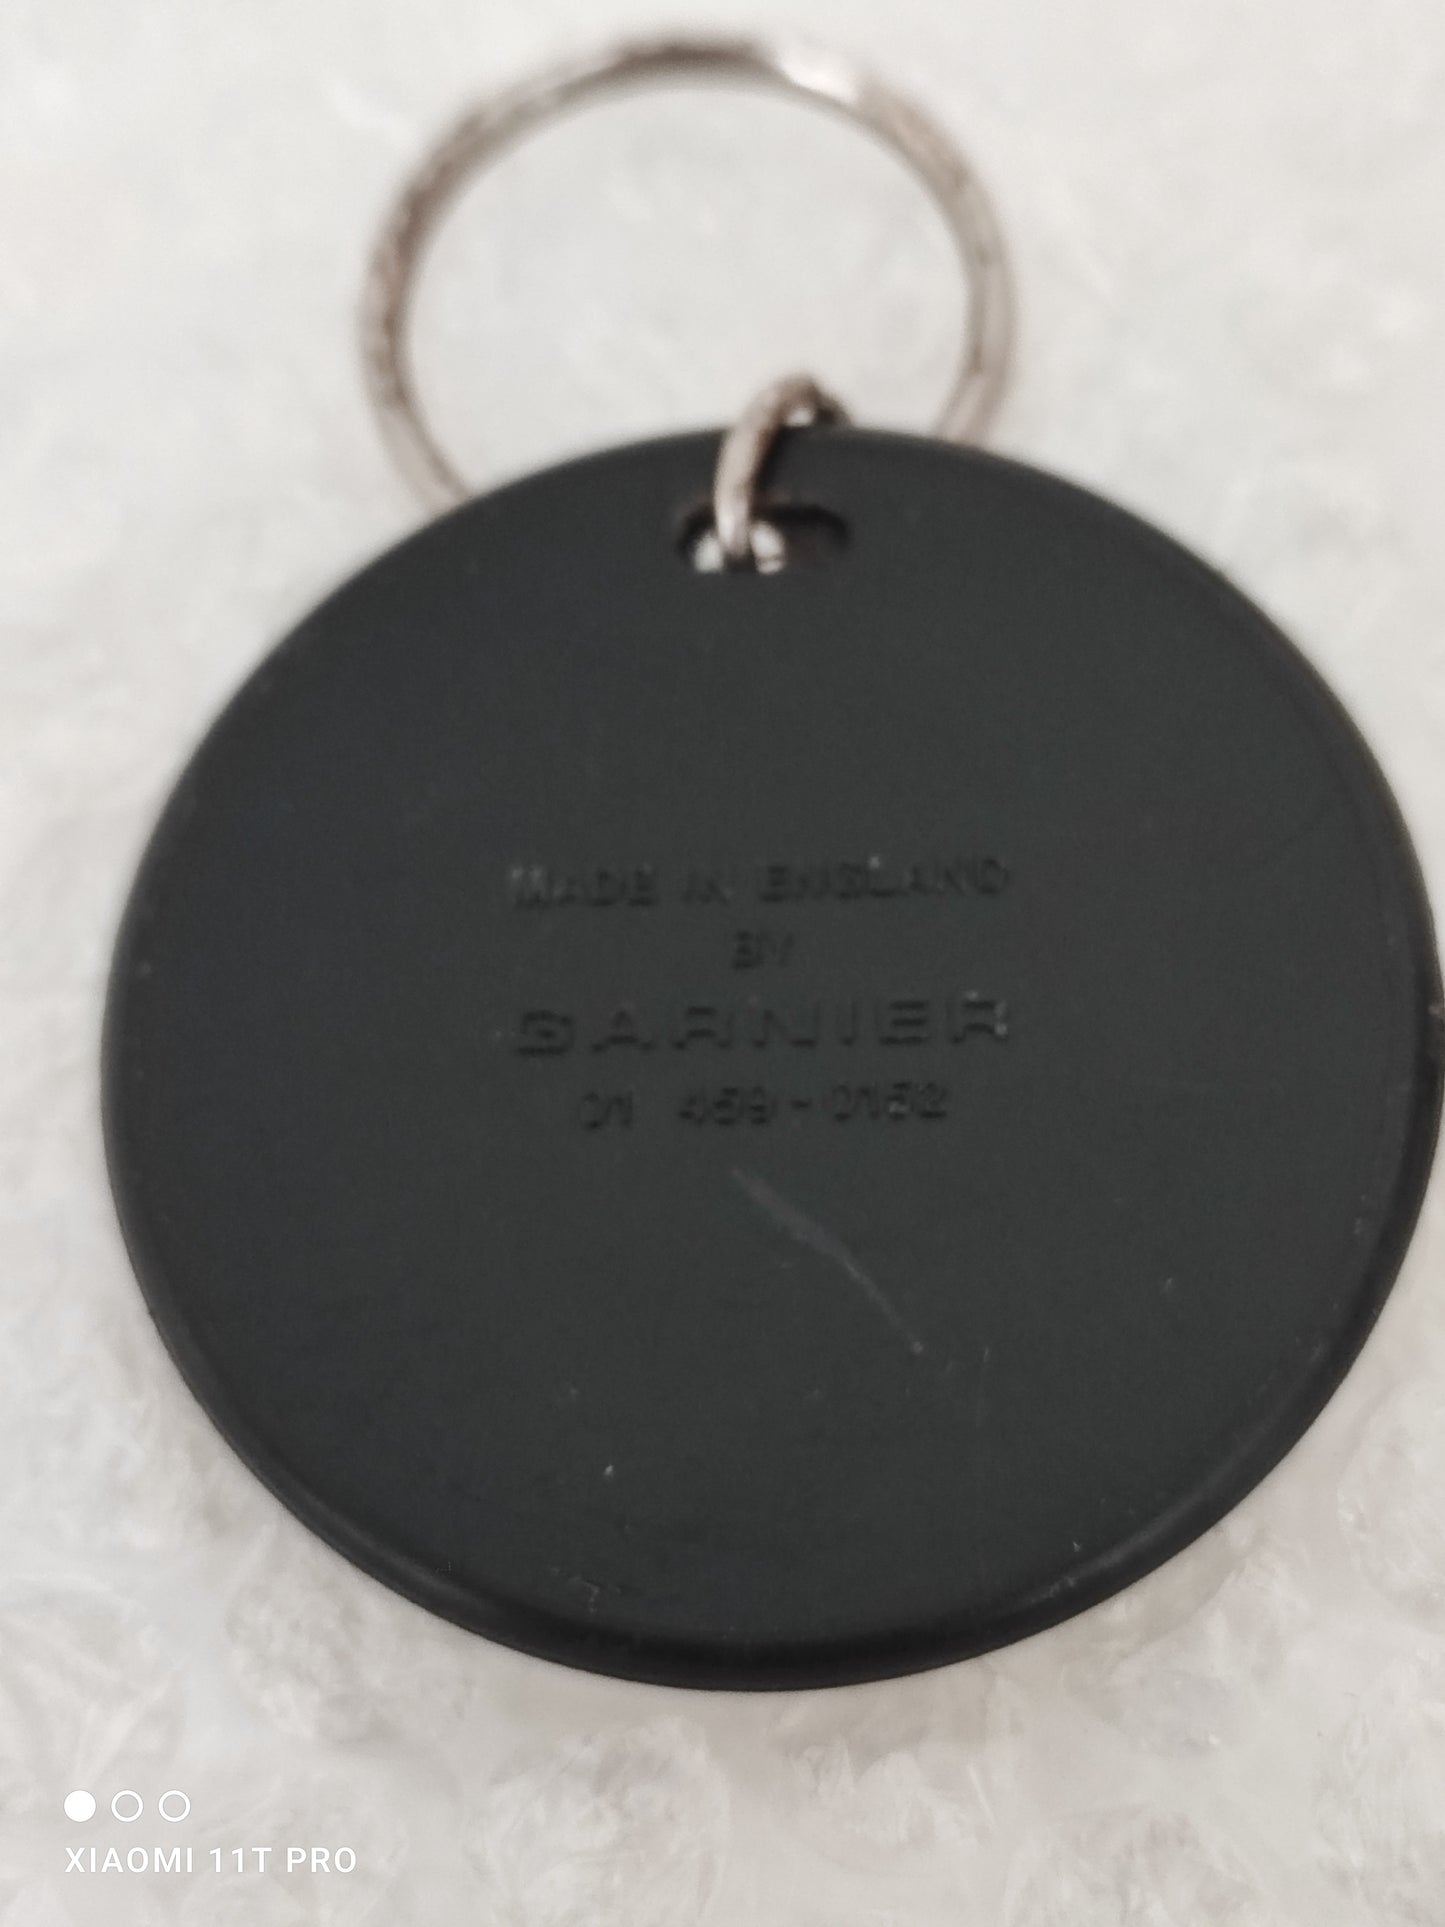 MADE IN ENGLAND
BY
GARNIER
01 459-0152
XIAOMI 11T PRO